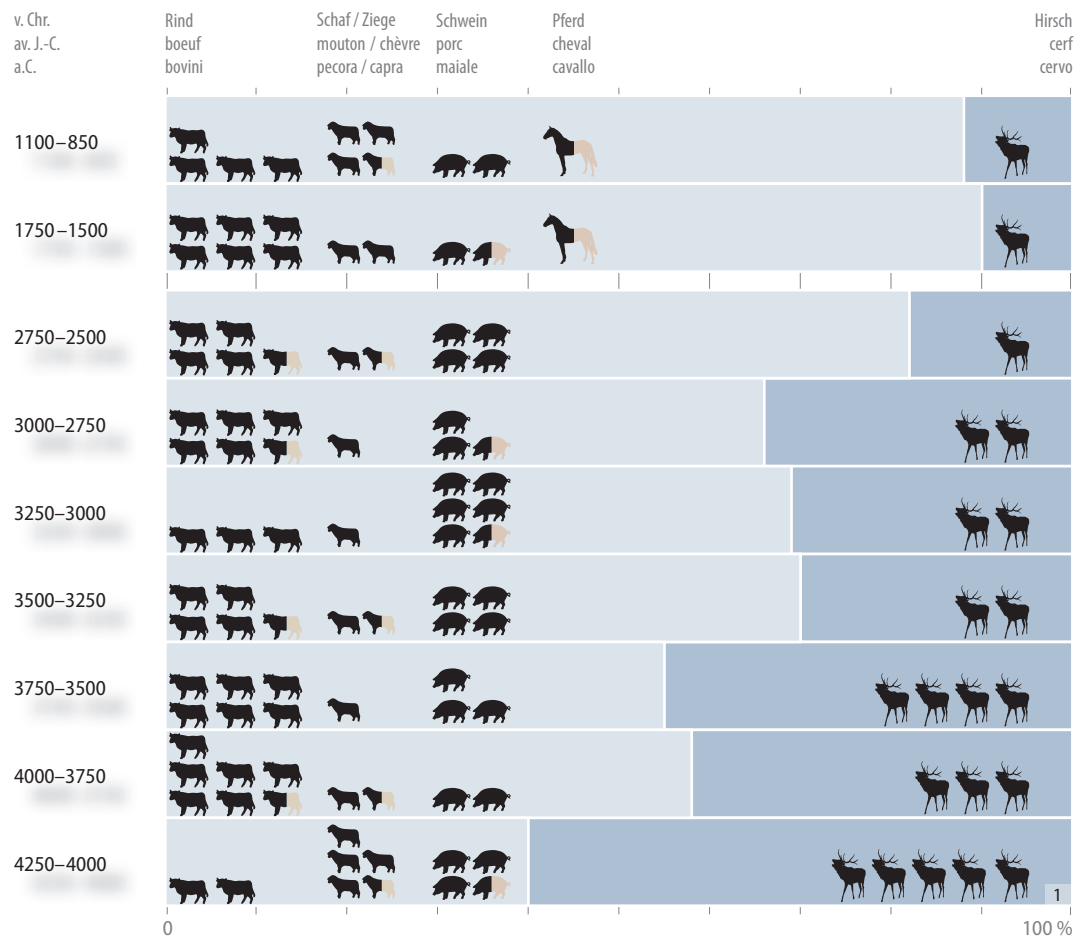 v. Chr.
av. J.-C.
a.C.
Rind
boeuf
bovini
Schaf / Ziege
mouton / chèvre
pecora / capra
Schwein
porc
maiale
Pferd
cheval
cavallo
Hirsch
cerf
cervo
1100–850
1750–1500
2750–2500
3000–2750
3250–3000
3500–3250
3750–3500
4000–3750
4250–4000
1
0
100 %